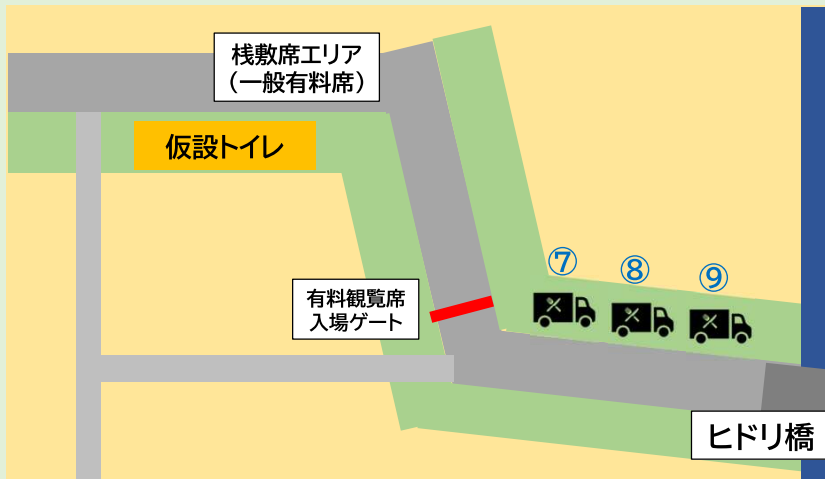 桟敷席エリア
（一般有料席）
仮設トイレ
⑦
⑧
⑨
有料観覧席
入場ゲート
ヒドリ橋